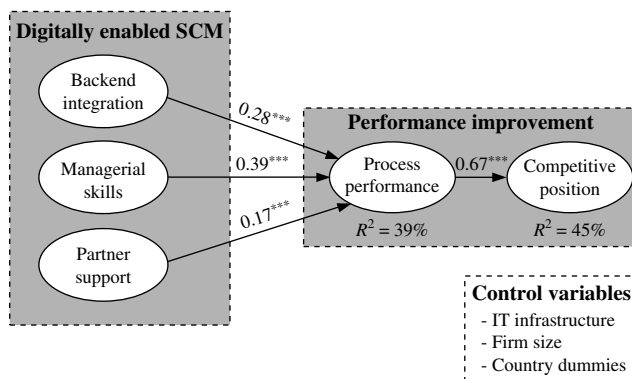 Digitally enabled SCM
Backend
integration
Managerial
skills
Partner
support
0.28***
0.39***
0.17***
Performance improvement
Process
performance
0.67***
Competitive
position
R² = 39%
R² = 45%
Control variables
- IT infrastructure
- Firm size
- Country dummies